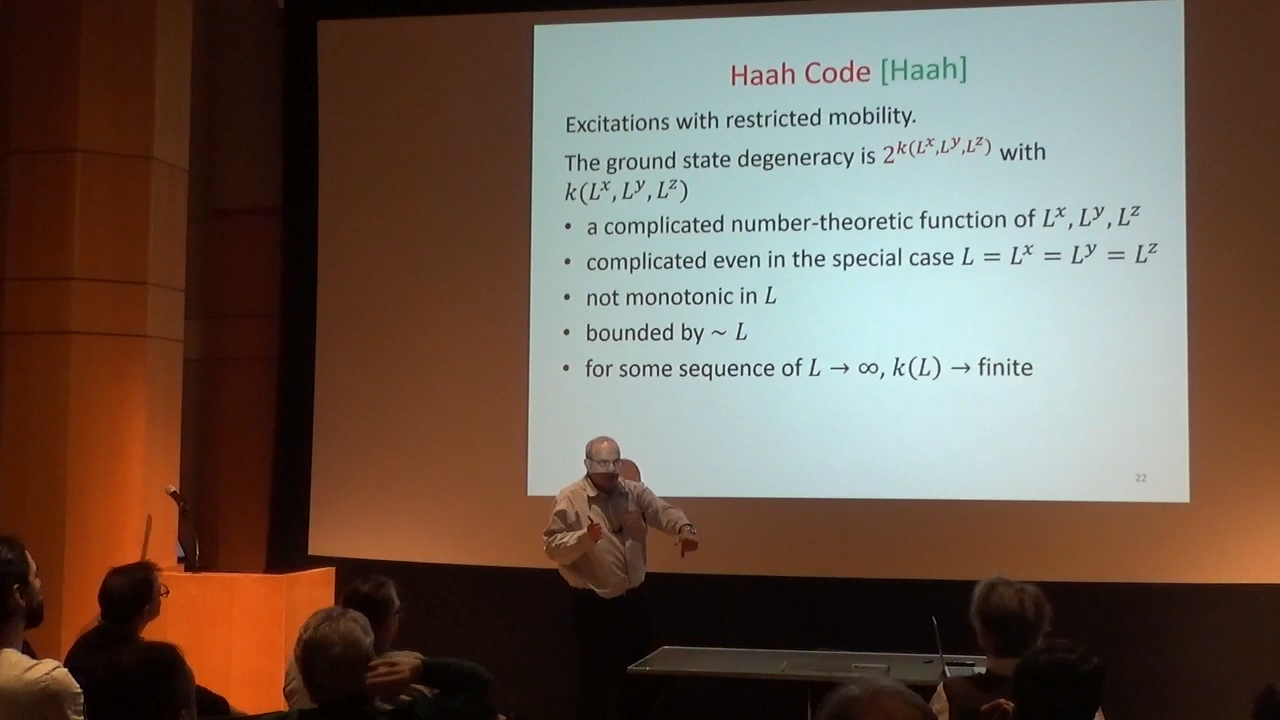 Haah Code [Haah]
Excitations with restricted mobility.
The ground state degeneracy is 2^{k(L^x,L^y,L^z)} with
k(L^x, L^y, L^z)
• a complicated number-theoretic function of L^x, L^y, L^z
• complicated even in the special case L = L^x = L^y = L^z
• not monotonic in L
• bounded by ~ L
• for some sequence of L → ∞, k(L) → finite
22